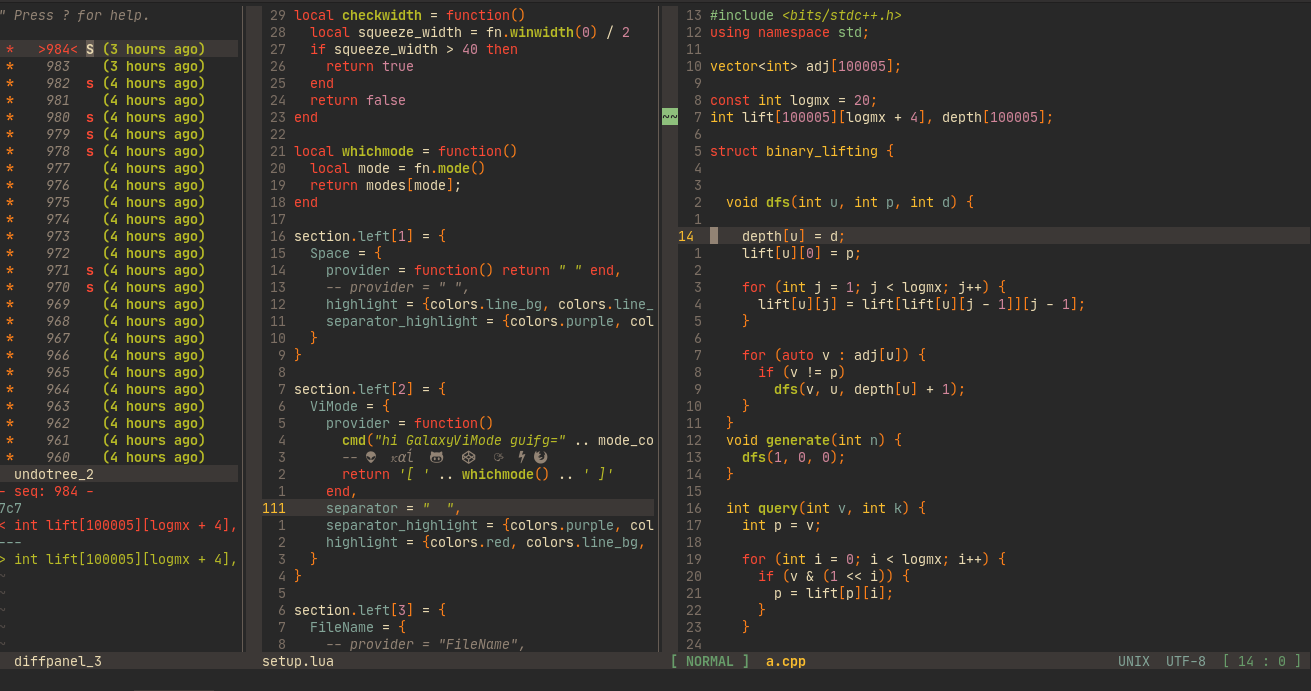 " Press ? for help.
* >984< S (3 hours ago)
* 983 (3 hours ago)
* 982 s (4 hours ago)
* 981 (4 hours ago)
* 980 s (4 hours ago)
* 979 s (4 hours ago)
* 978 s (4 hours ago)
* 977 (4 hours ago)
* 976 (4 hours ago)
* 975 (4 hours ago)
* 974 (4 hours ago)
* 973 (4 hours ago)
* 972 (4 hours ago)
* 971 s (4 hours ago)
* 970 s (4 hours ago)
* 969 (4 hours ago)
* 968 (4 hours ago)
* 967 (4 hours ago)
* 966 (4 hours ago)
* 965 (4 hours ago)
* 964 (4 hours ago)
* 963 (4 hours ago)
* 962 (4 hours ago)
* 961 (4 hours ago)
* 960 (4 hours ago)
undotree_2
- seq: 984 -
7c7
< int lift[100005][logmx + 4],
---
> int lift[100005][logmx + 4],
~
~
~
~
~
diffpanel_3
29 local checkwidth = function()
28   local squeeze_width = fn.winwidth(0) / 2
27   if squeeze_width > 40 then
26     return true
25   end
24   return false
23 end
22
21 local whichmode = function()
20   local mode = fn.mode()
19   return modes[mode];
18 end
17
16 section.left[1] = {
15   Space = {
14     provider = function() return " " end,
13     -- provider = " ",
12     highlight = {colors.line_bg, colors.line_
11     separator_highlight = {colors.purple, col
10   }
9 }
8
7 section.left[2] = {
6   ViMode = {
5     provider = function()
4       cmd("hi GalaxyViMode guifg=" .. mode_co
3       --
2       return '[ ' .. whichmode() .. ' ]'
1     end,
111     separator = "  ",
1     separator_highlight = {colors.purple, col
2     highlight = {colors.red, colors.line_bg,
3   }
4 }
5
6 section.left[3] = {
7   FileName = {
8     -- provider = "FileName",
setup.lua
13 #include <bits/stdc++.h>
12 using namespace std;
11
10 vector<int> adj[100005];
9
8 const int logmx = 20;
~~ 7 int lift[100005][logmx + 4], depth[100005];
6
5 struct binary_lifting {
4
3
2   void dfs(int u, int p, int d) {
1
14     depth[u] = d;
1     lift[u][0] = p;
2
3     for (int j = 1; j < logmx; j++) {
4       lift[u][j] = lift[lift[u][j - 1]][j - 1];
5     }
6
7     for (auto v : adj[u]) {
8       if (v != p)
9         dfs(v, u, depth[u] + 1);
10     }
11   }
12   void generate(int n) {
13     dfs(1, 0, 0);
14   }
15
16   int query(int v, int k) {
17     int p = v;
18
19     for (int i = 0; i < logmx; i++) {
20       if (v & (1 << i)) {
21         p = lift[p][i];
22       }
23     }
24
[ NORMAL ] a.cpp UNIX UTF-8 [ 14 : 0 ]